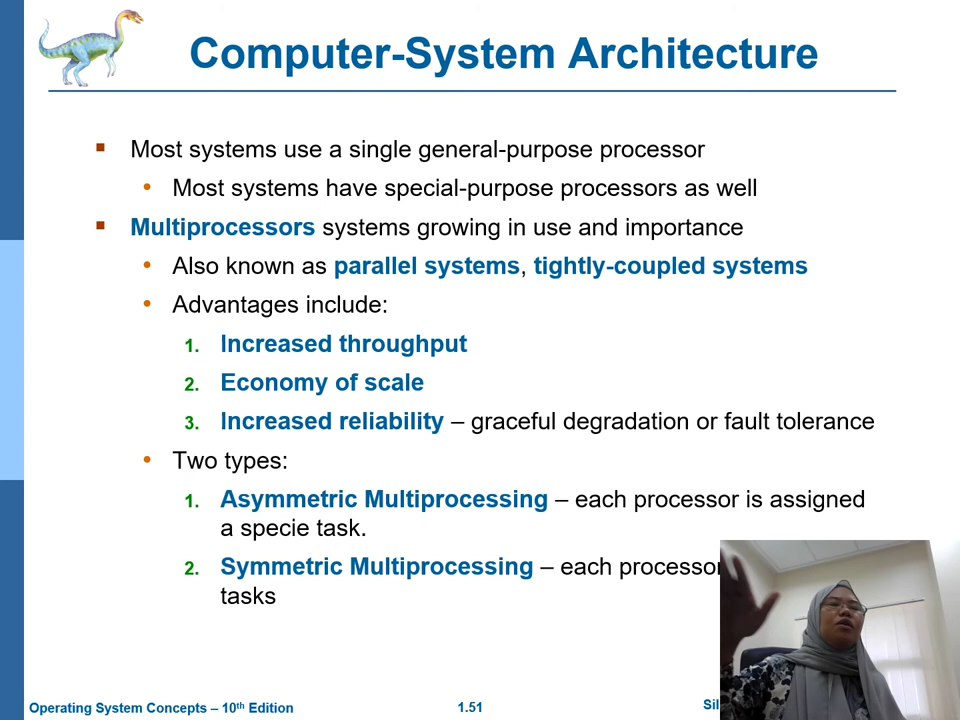 Computer-System Architecture
Most systems use a single general-purpose processor
Most systems have special-purpose processors as well
Multiprocessors systems growing in use and importance
Also known as parallel systems, tightly-coupled systems
Advantages include:
1. Increased throughput
2. Economy of scale
3. Increased reliability – graceful degradation or fault tolerance
Two types:
1. Asymmetric Multiprocessing – each processor is assigned
a specie task.
2. Symmetric Multiprocessing – each processor
tasks
Operating System Concepts – 10th Edition
1.51